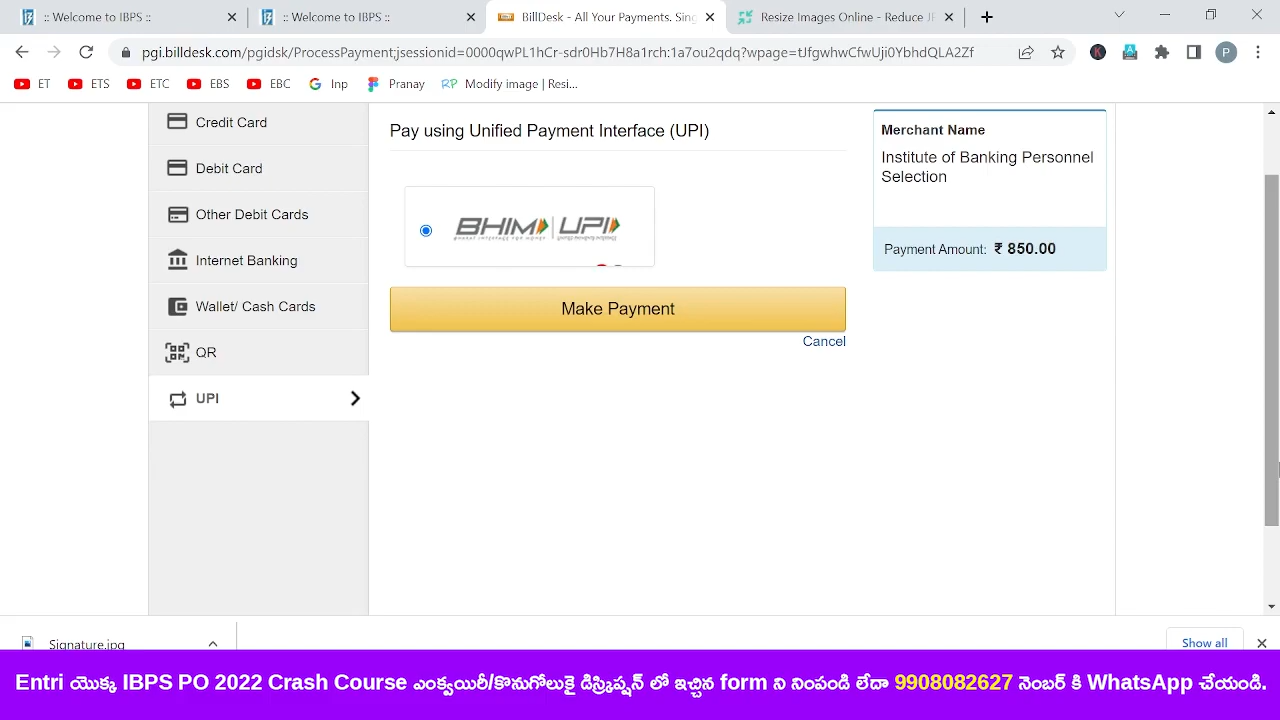 :: Welcome to IBPS ::
:: Welcome to IBPS ::
BillDesk - All Your Payments. Sing
Resize Images Online - Reduce JP
pgi.billdesk.com/pgidsk/ProcessPayment;jsessionid=0000qwPL1hCr-sdr0Hb7H8a1rch:1a7ou2qdq?wpage=tJfgwhwCfwUji0YbhdQLA2Zf
K
P
ET
ETS
ETC
EBS
EBC
Inp
Pranay
RP Modify image | Resi...
Credit Card
Debit Card
Other Debit Cards
Internet Banking
Wallet/ Cash Cards
QR
UPI
Pay using Unified Payment Interface (UPI)
BHIM UPI
Make Payment
Cancel
Merchant Name
Institute of Banking Personnel
Selection
Payment Amount: ₹ 850.00
Signature.jpg
Show all
Entri యొక్క IBPS PO 2022 Crash Course ఎంక్వయిరీ/కొనుగోలుకై డిస్క్రిప్షన్ లో ఇచ్చిన form ని నింపండి లేదా 9908082627 నెంబర్ కి WhatsApp చేయండి.